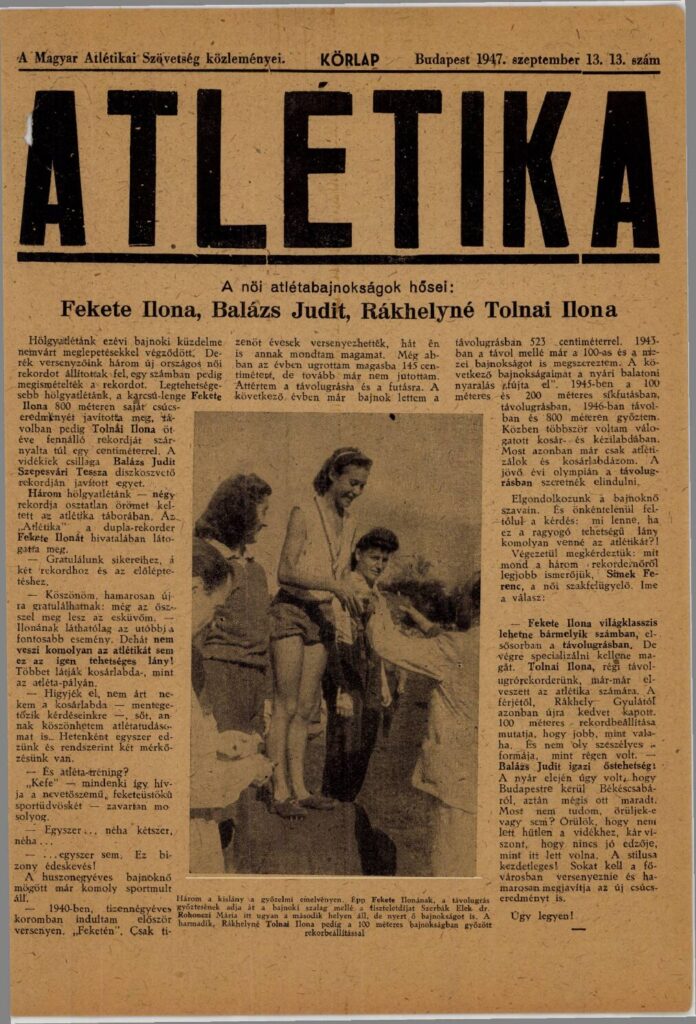 A Magyar Atlétikai Szövetség közleményei. KÖRLAP Budapest 1947. szeptember 13. 13. szám
ATLÉTIKA
A női atlétabajnokságok hősei:
Fekete Ilona, Balázs Judit, Rákhelyné Tolnai Ilona
Hölgyatlétánk ezévi bajnoki küzdelme
nemvárt meglepetésekkel végződött. De-
rék versenyzőink három új országos női
rekordot állítottak fel, egy számban pedig
megismételték a rekordot. Legtehetsége-
sebb hölgyatlétánk, a karcsú-lenge Fekete
Ilona 800 méteren saját csúcs-
eredményét javította meg, tá-
volban pedig Tolnai Ilona öt
éve fennálló rekordját szár-
nyalta túl egy centiméterrel. A
vidékiek csillaga Balázs Judit
Szepesvári Tessza diszkoszvető
rekordján javított egyet.
Három hölgyatlétánk — négy
rekordja osztatlan örömet kel-
tett az atlétika táborában. Az
„Atlétika" a dupla-rekorder
Fekete Ilonát hivatalában láto-
gatta meg.
— Gratulálunk sikereihez, a
két rekordhoz és az előlépte-
téshez.
— Köszönöm, hamarosan új-
ra gratulálhatnak: még az ősz-
szel meg lesz az esküvőm. —
Ilonának láthatólag ez utóbbi a
fontosabb esemény. Dehát nem
veszi komolyan az atlétikát sem
ez az igen tehetséges lány!
Többet látják kosárlabda-, mint
az atléta-pályán.
— Higyjék el, nem árt ne-
kem a kosárlabda — mentege-
tőzik kérdéseinkre —, sőt, an-
nak köszönhetem atlétatudáso-
mat is.. Hetenként egyszer ed-
zünk és rendszerint két mérkő-
zésünk van.
— És atléta-tréning?
„Kefe" — mindenki így hív-
ja a nevetőszemű, feketeüstökű
sportüdvöskét — zavartan mo
solyog.
— Egyszer... néha kétszer,
néha...
— ...egyszer sem. Ez bi-
zony édeskevés!
A huszonegyéves bajnoknő
mögött már komoly sportmult
áll.
— 1940-ben, tizennégyéves
koromban indultam először
versenyen. „Feketén". Csak ti-
zenöt évesek versenyezhették, hát én
is annak mondtam magamat. Még ab-
ban az évben ugrottam magasba 145 cen-
timétert, de tovább már nem jutottam.
Áttértem a távolugrásra és a futásra. A
következő évben már bajnok lettem a
távolugrásban 523 centiméterrel. 1943-
ban a távol mellé már a 100-as és a me-
zei bajnokságot is megszereztem. A kö-
vetkező bajnokságaimat a nyári balatoni
nyaralás „fújta el". 1945-ben a 100
méteres és 200 méteres síkfutásban,
távolugrásban, 1946-ban távol-
ban és 800 méteren győztem.
Közben többször voltam válo-
gatott kosár- és kézilabdában.
Most azonban már csak atléti-
zálok és kosárlabdázom. A
jövő évi olympián a távolug-
rásban szeretnék elindulni.
Elgondolkozunk a bajnoknő
szavain. És önkéntelenül fel-
tólul a kérdés: mi lenne, ha
ez a ragyogó tehetségű lány
komolyan venné az atlétikát?!
Végezetül megkérdeztük: mit
mond a három rekordernőről
legjobb ismerőjük, Simek Fe-
renc, a női szakfelügyelő. Ime
a válasz:
— Fekete Ilona világklasszis
lehetne bármelyik számban, el-
sősorban a távolugrásban. De
végre specializálni kellene ma-
gát. Tolnai Ilona, régi távol-
ugrórekorderünk, már-már el-
veszett az atlétika számára. A
férjétől, Rákhely Gyulától
azonban újra kedvet kapott.
100 méteres rekordbeállítása
mutatja, hogy jobb, mint vala-
ha. És nem oly szeszélyes a
formája, mint régen volt. —
Balázs Judit igazi őstehetség:
A nyár elején úgy volt, hogy
Budapestre kerül Békéscsabá-
ról, aztán mégis ott maradt.
Most nem tudom, örüljek-e
vagy sem? Örülök, hogy nem
lett hűtlen a vidékhez, kár vi-
szont, hogy nincs jó edzője,
mint itt lett volna. A stílusa
kezdetleges! Sokat kell a fő-
városban versenyeznie és ha-
marosan megjavítja az új csúcs-
eredményt is.
Úgy legyen!
Három a kislány a győzelmi emelvényen. Épp Fekete Ilonának, a távolugrás
győztesének adja át a bajnoki szalag mellé a tiszteletdíjat Szerbák Elek dr.
Rohonczi Mária itt ugyan a második helyen áll, de nyert ő bajnokságot is. A
harmadik, Rákhelyné Tolnai Ilona pedig a 100 méteres bajnokságban győzött
rekorbeállítással